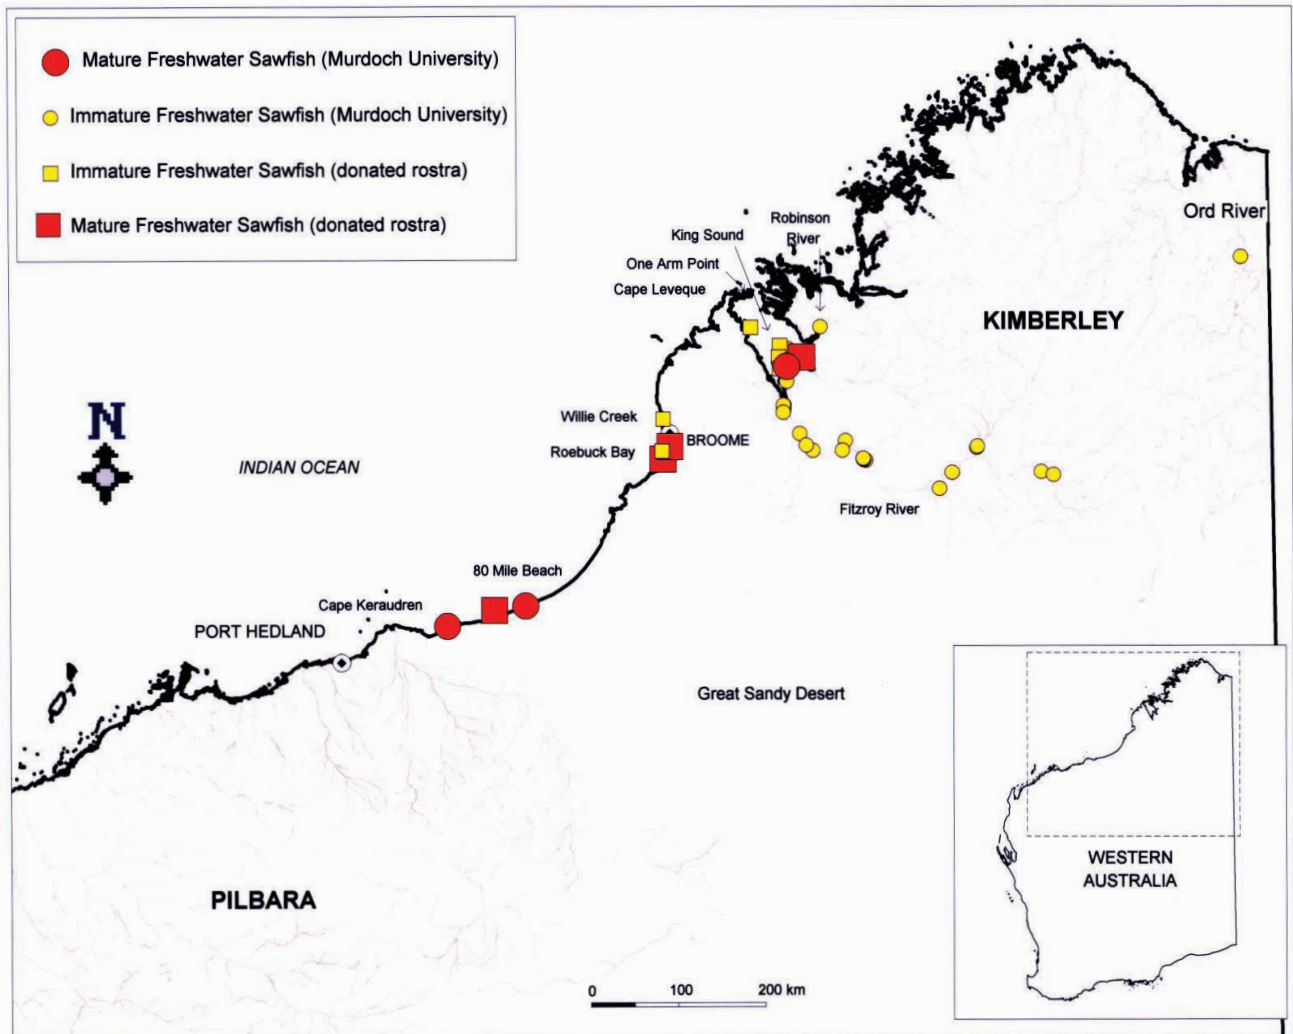 Mature Freshwater Sawfish (Murdoch University)
Immature Freshwater Sawfish (Murdoch University)
Immature Freshwater Sawfish (donated rostra)
Mature Freshwater Sawfish (donated rostra)
Robinson
River
King Sound
One Arm Point
Cape Leveque
Ord River
KIMBERLEY
N
INDIAN OCEAN
Willie Creek
BROOME
Roebuck Bay
Fitzroy River
80 Mile Beach
Cape Keraudren
PORT HEDLAND
Great Sandy Desert
PILBARA
0 100 200 km
WESTERN
AUSTRALIA